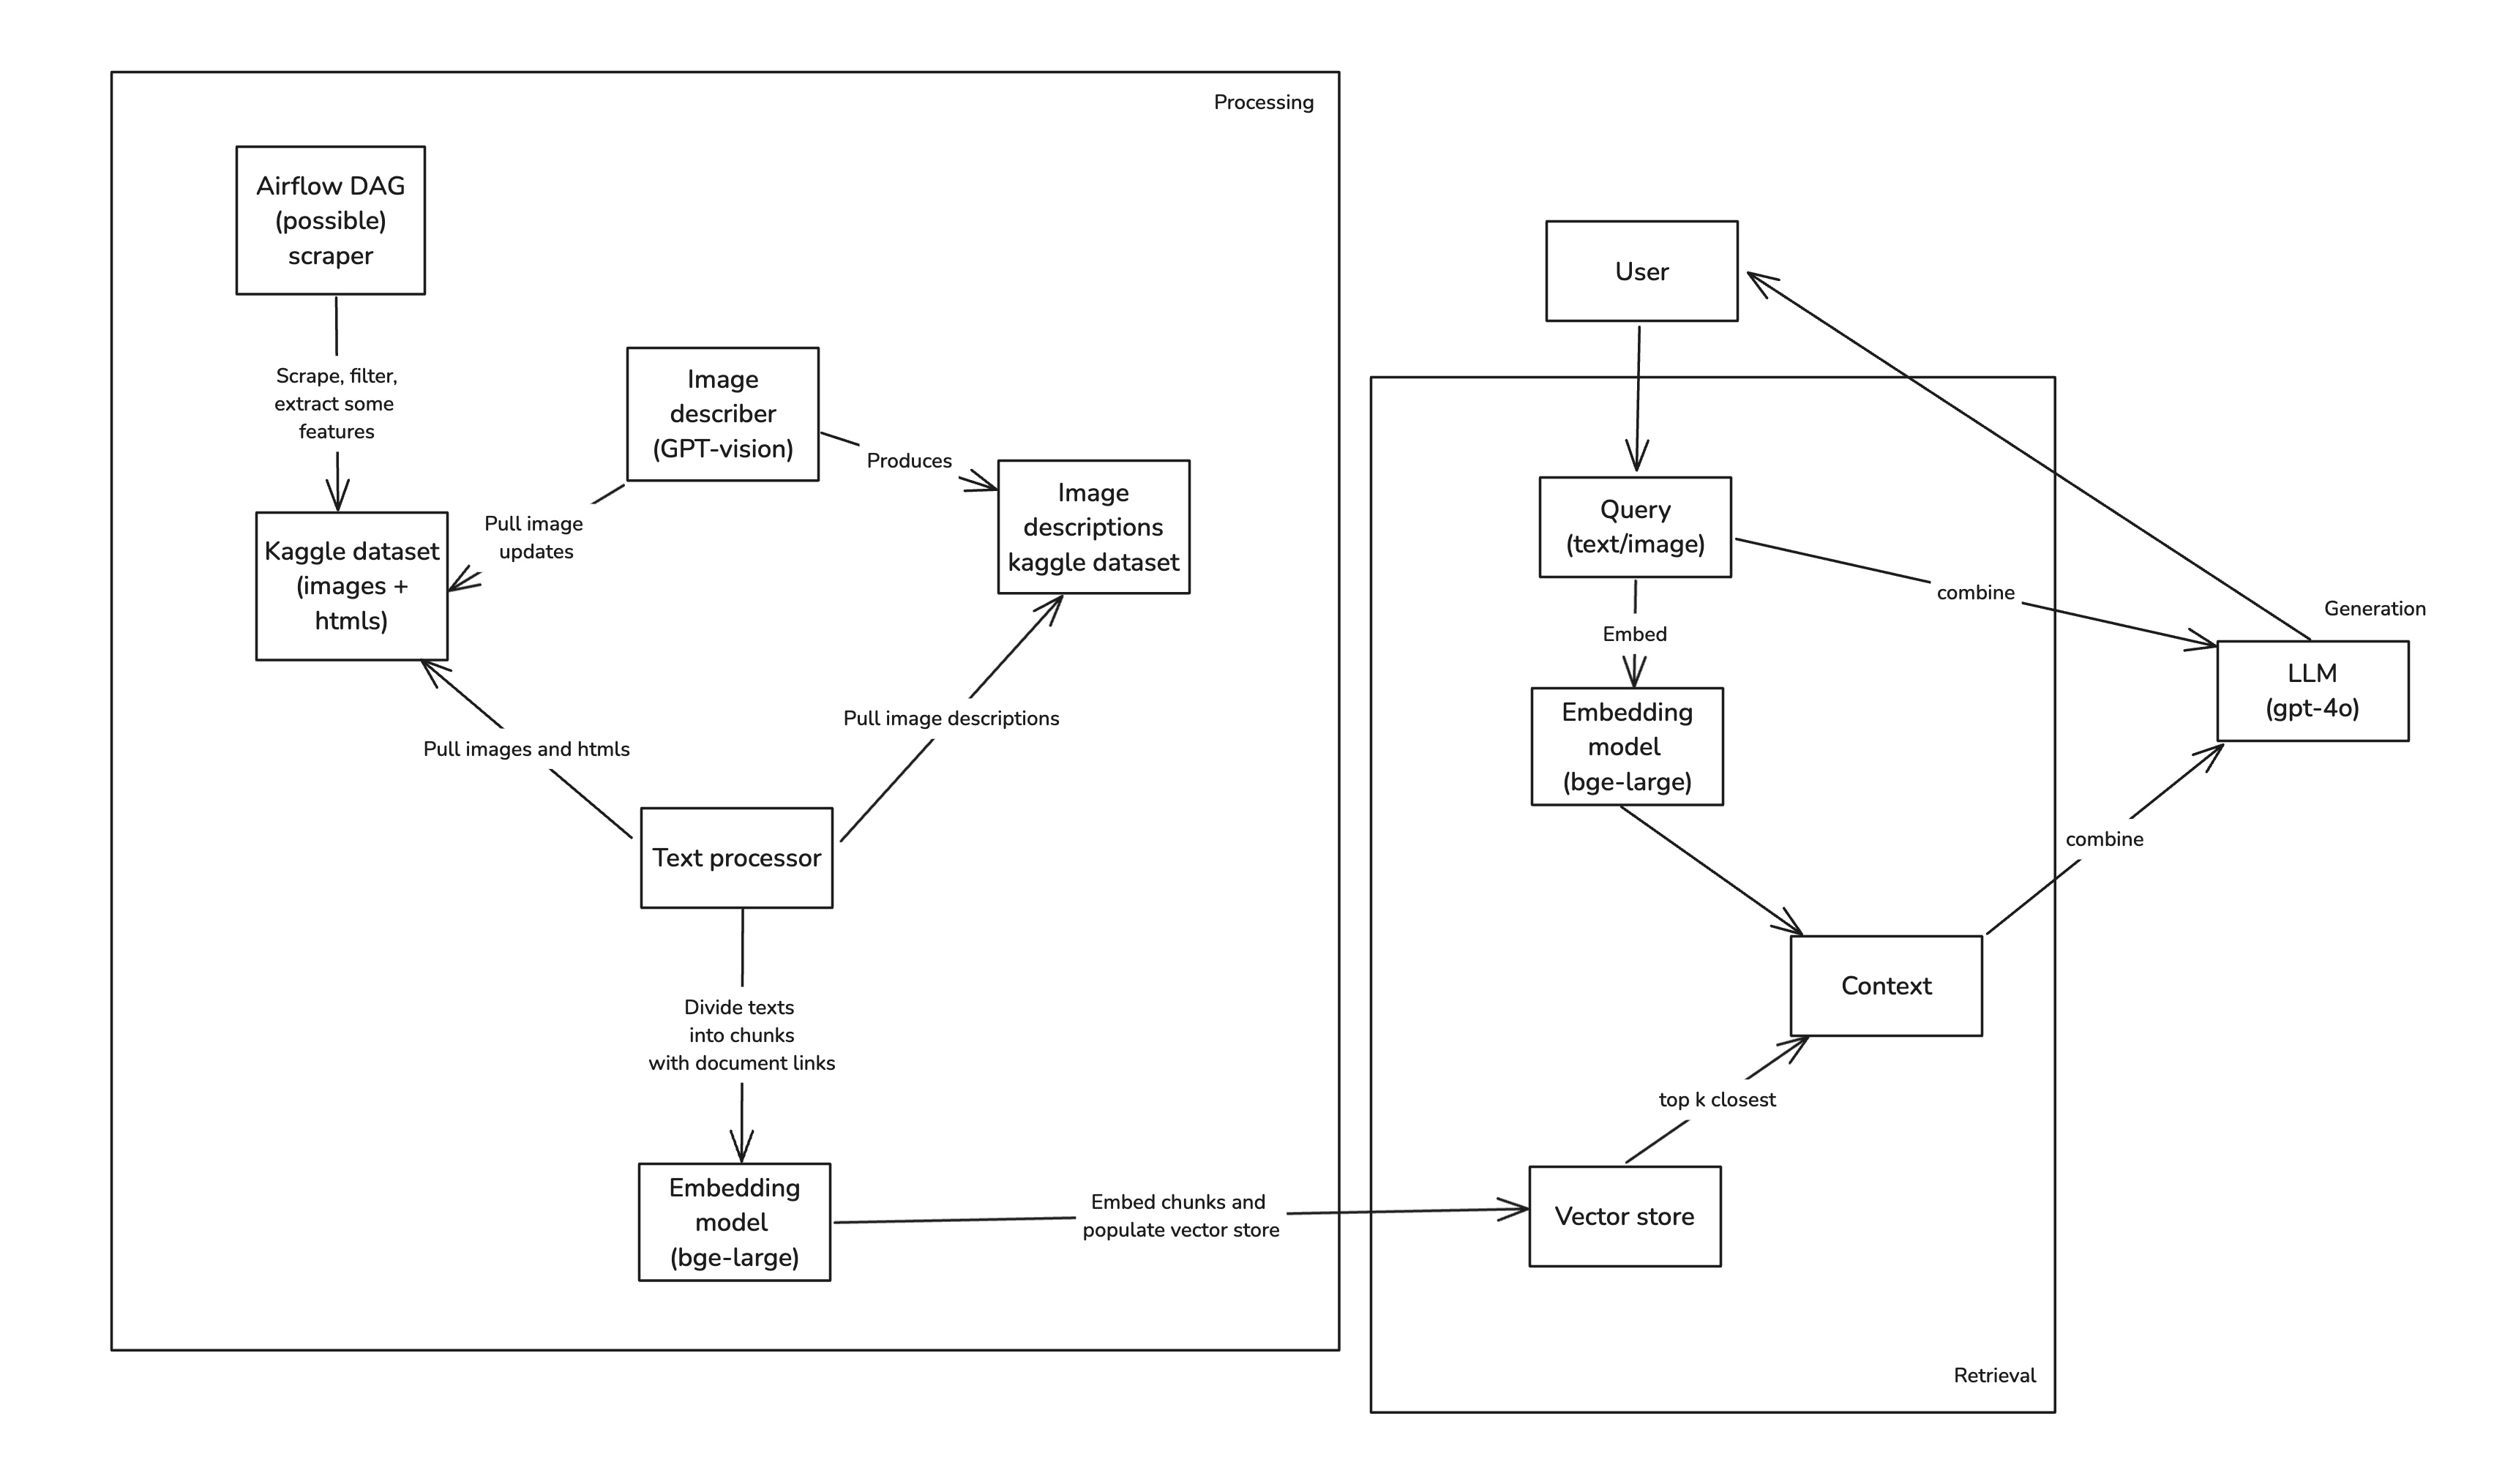 Processing
Airflow DAG
(possible)
scraper
Scrape, filter,
extract some
features
Kaggle dataset
(images +
htmls)
Image
describer
(GPT-vision)
Pull image
updates
Produces
Image
descriptions
kaggle dataset
Pull images and htmls
Pull image descriptions
Text processor
Divide texts
into chunks
with document links
Embedding
model
(bge-large)
Embed chunks and
populate vector store
User
Query
(text/image)
Embed
Embedding
model
(bge-large)
combine
Generation
LLM
(gpt-4o)
combine
Context
top k closest
Vector store
Retrieval